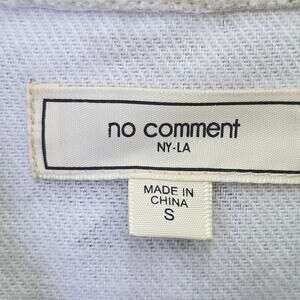 no comment
NY-LA
MADE IN
CHINA
S